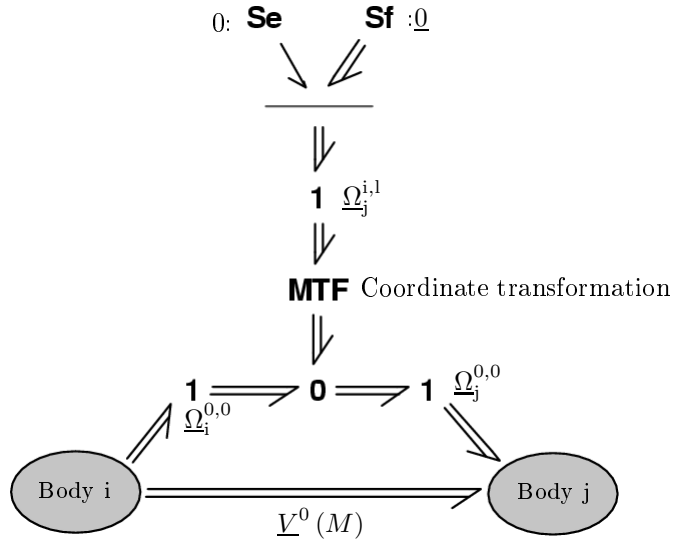 0: Se Sf :0
1 Ω_j^{i,l}
MTF Coordinate transformation
1 0 1 Ω_j^{0,0}
Ω_i^{0,0}
Body i Body j
V^0 (M)